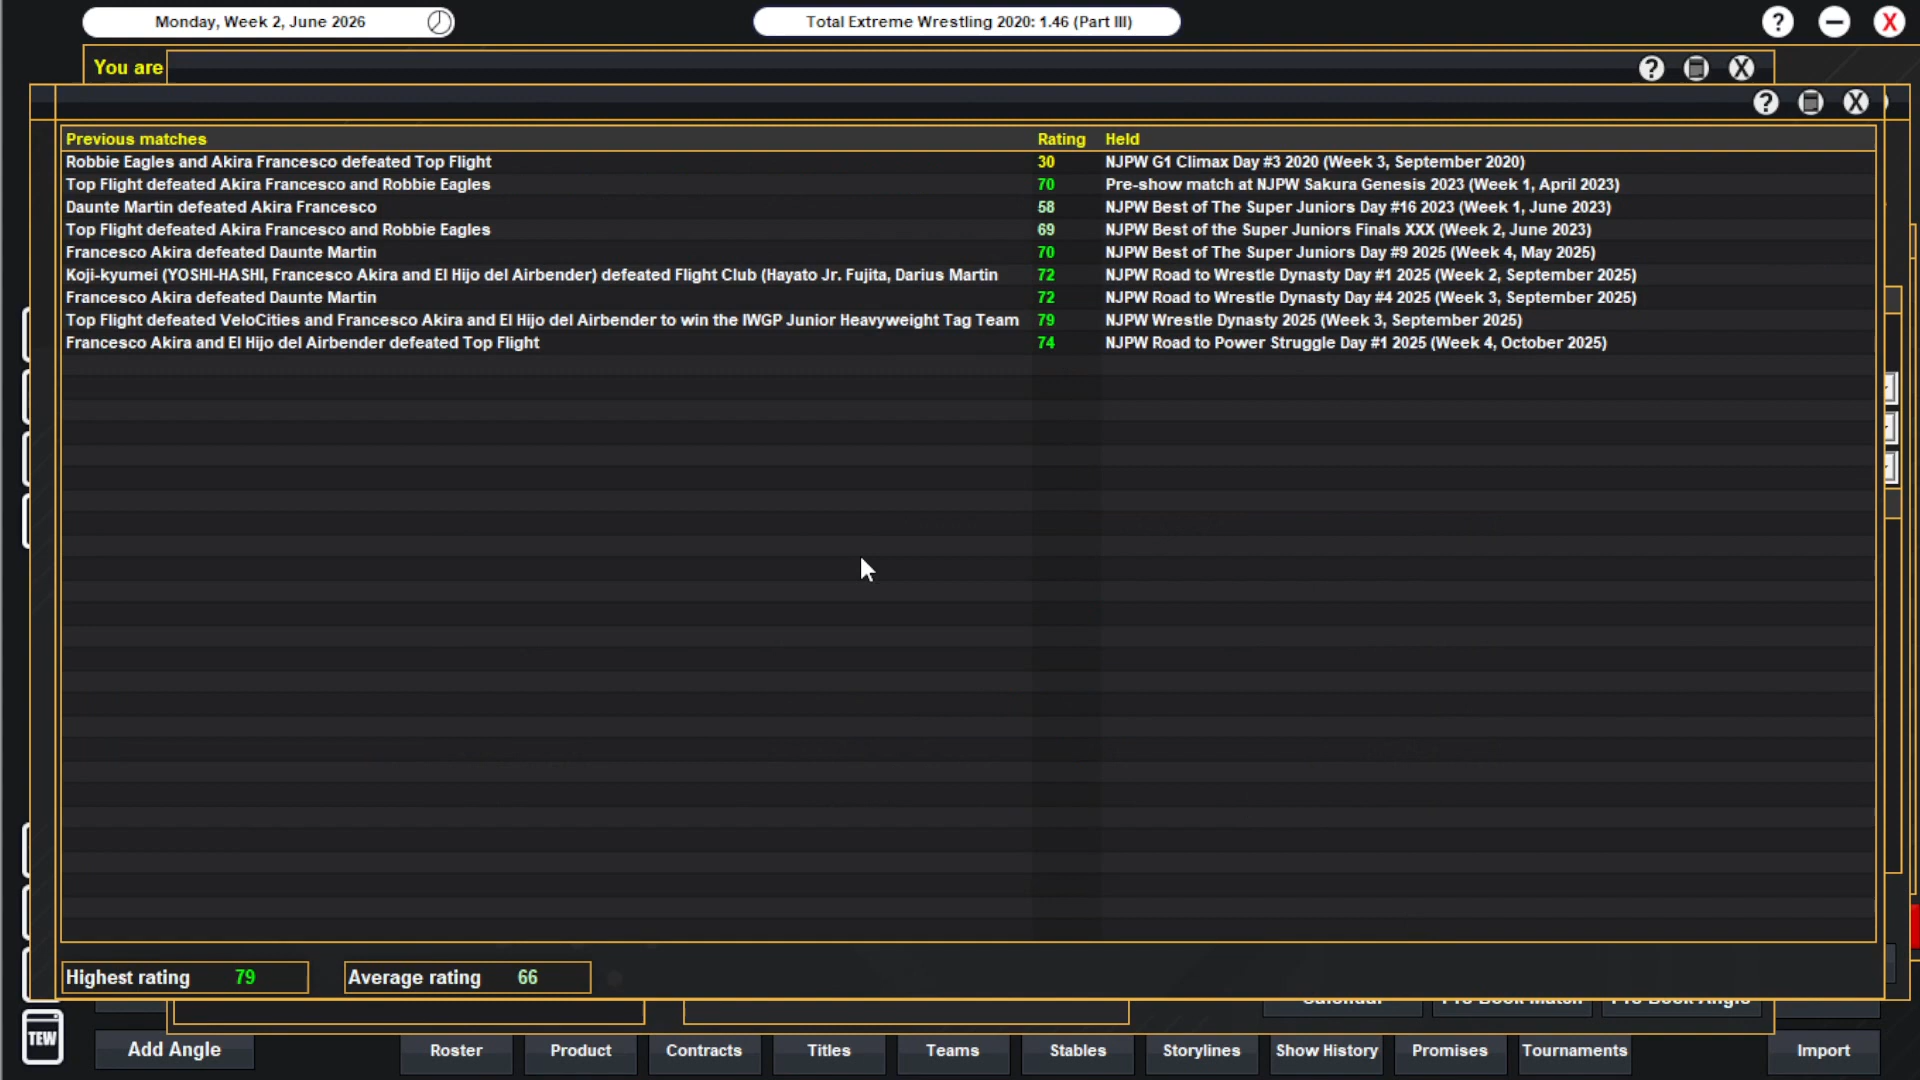 Monday, Week 2, June 2026
Total Extreme Wrestling 2020: 1.46 (Part III)
? X
You are
? X
? X
Previous matches Rating Held
Robbie Eagles and Akira Francesco defeated Top Flight 30 NJPW G1 Climax Day #3 2020 (Week 3, September 2020)
Top Flight defeated Akira Francesco and Robbie Eagles 70 Pre-show match at NJPW Sakura Genesis 2023 (Week 1, April 2023)
Daunte Martin defeated Akira Francesco 58 NJPW Best of The Super Juniors Day #16 2023 (Week 1, June 2023)
Top Flight defeated Akira Francesco and Robbie Eagles 69 NJPW Best of the Super Juniors Finals XXX (Week 2, June 2023)
Francesco Akira defeated Daunte Martin 70 NJPW Best of The Super Juniors Day #9 2025 (Week 4, May 2025)
Koji-kyumei (YOSHI-HASHI, Francesco Akira and El Hijo del Airbender) defeated Flight Club (Hayato Jr. Fujita, Darius Martin 72 NJPW Road to Wrestle Dynasty Day #1 2025 (Week 2, September 2025)
Francesco Akira defeated Daunte Martin 72 NJPW Road to Wrestle Dynasty Day #4 2025 (Week 3, September 2025)
Top Flight defeated VeloCities and Francesco Akira and El Hijo del Airbender to win the IWGP Junior Heavyweight Tag Team 79 NJPW Wrestle Dynasty 2025 (Week 3, September 2025)
Francesco Akira and El Hijo del Airbender defeated Top Flight 74 NJPW Road to Power Struggle Day #1 2025 (Week 4, October 2025)
Highest rating 79 Average rating 66
Calendar Pre-Book Match Pre-Book Angle
TEW
Add Angle Roster Product Contracts Titles Teams Stables Storylines Show History Promises Tournaments Import